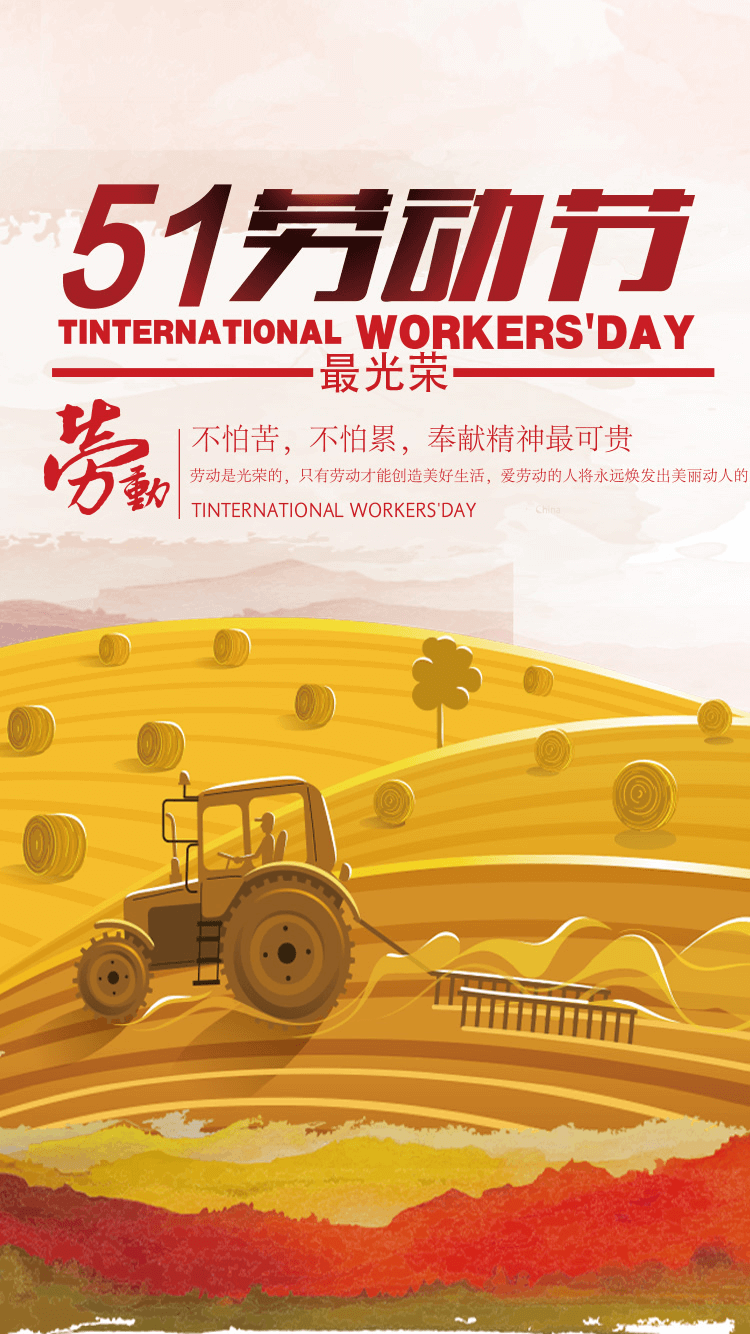 51劳动节
TINTERNATIONAL WORKERS'DAY
最光荣
勞動
不怕苦，不怕累，奉献精神最可贵
劳动是光荣的，只有劳动才能创造美好生活，爱劳动的人将永远焕发出美丽动人的
TINTERNATIONAL WORKERS'DAY
China